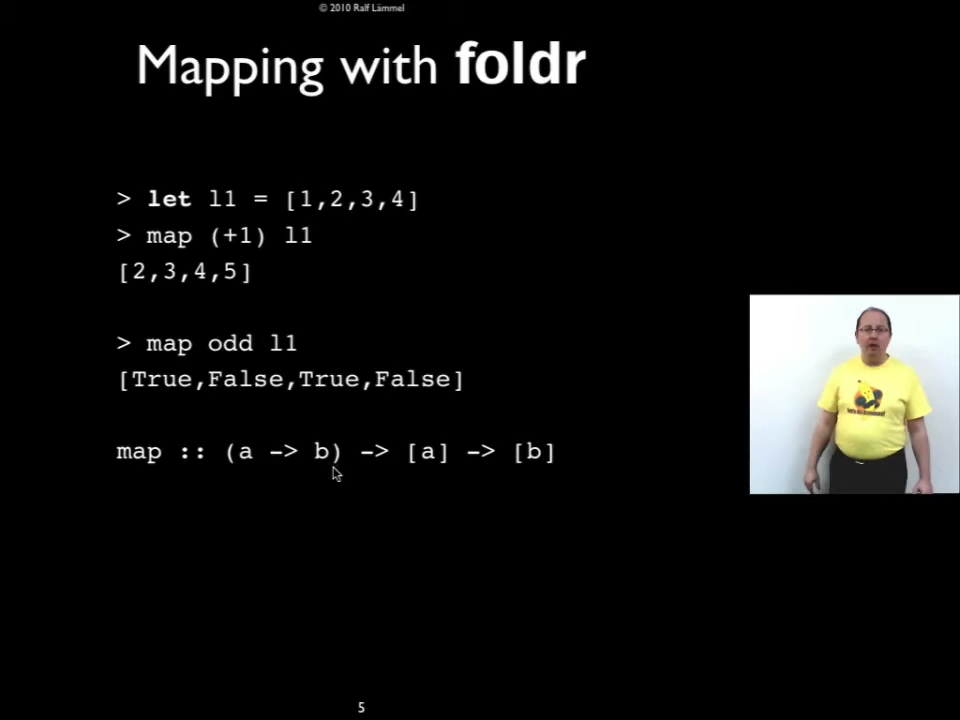 © 2010 Ralf Lämmel
Mapping with foldr
> let l1 = [1,2,3,4]
> map (+1) l1
[2,3,4,5]
> map odd l1
[True,False,True,False]
map :: (a -> b) -> [a] -> [b]
5